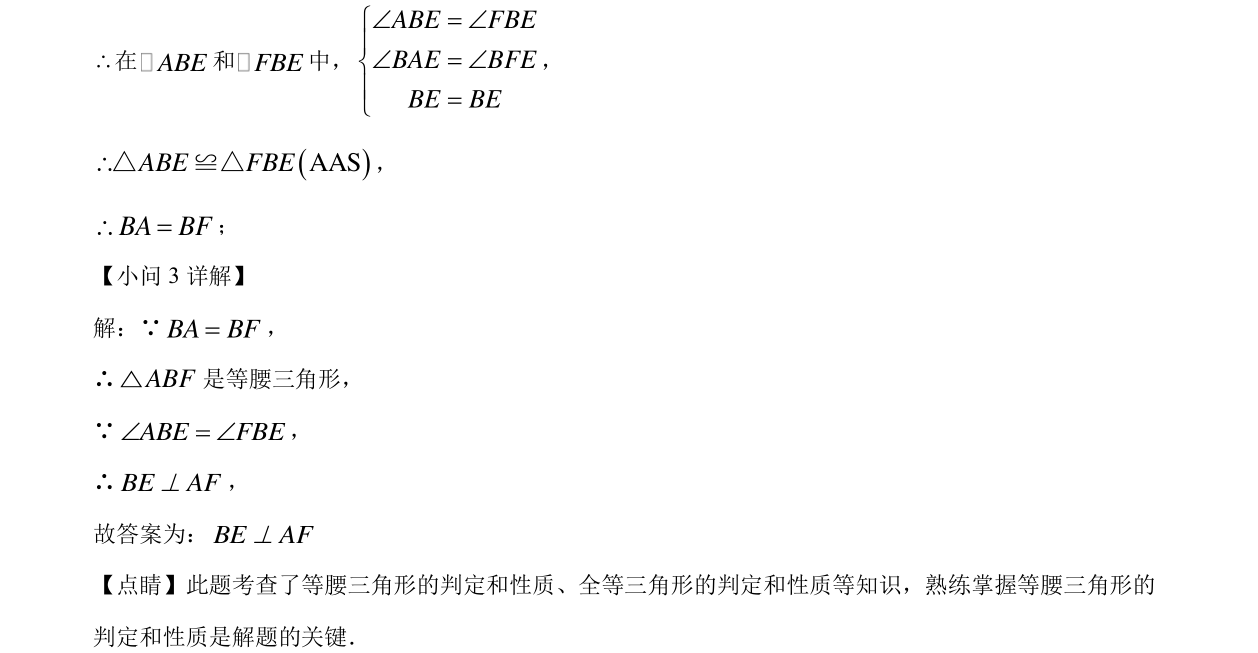 ∴在□ABE和□FBE中，{∠ABE = ∠FBE
∠BAE = ∠BFE，
BE = BE
∴△ABE≌△FBE(AAS)，
∴BA = BF；
【小问 3 详解】
解：∵BA = BF，
∴△ABF 是等腰三角形，
∵∠ABE = ∠FBE，
∴BE ⊥ AF，
故答案为：BE ⊥ AF
【点睛】此题考查了等腰三角形的判定和性质、全等三角形的判定和性质等知识，熟练掌握等腰三角形的
判定和性质是解题的关键．